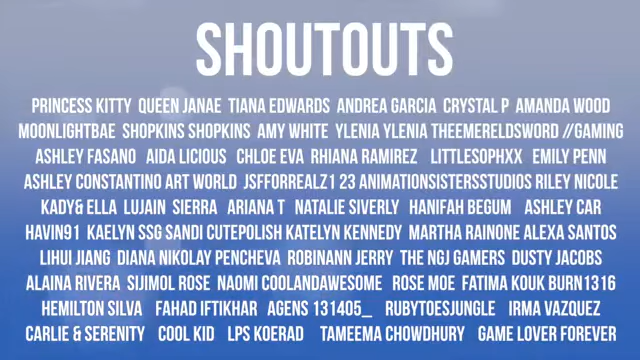 SHOUTOUTS
PRINCESS KITTY QUEEN JANAE TIANA EDWARDS ANDREA GARCIA CRYSTAL P AMANDA WOOD
MOONLIGHTBAE SHOPKINS SHOPKINS AMY WHITE YLENIA YLENIA THEEMERELDSWORD //GAMING
ASHLEY FASANO AIDA LICIOUS CHLOE EVA RHIANA RAMIREZ LITTLESOPHXX EMILY PENN
ASHLEY CONSTANTINO ART WORLD JSFFORREALZ1 23 ANIMATIONSISTERSSTUDIOS RILEY NICOLE
KADY& ELLA LUJAIN SIERRA ARIANA T NATALIE SIVERLY HANIFAH BEGUM ASHLEY CAR
HAVIN91 KAELYN SSG SANDI CUTEPOLISH KATELYN KENNEDY MARTHA RAINONE ALEXA SANTOS
LIHUI JIANG DIANA NIKOLAY PENCHEVA ROBINANN JERRY THE NGJ GAMERS DUSTY JACOBS
ALAINA RIVERA SIJIMOL ROSE NAOMI COOLANDAWESOME ROSE MOE FATIMA KOUK BURN1316
HEMILTON SILVA FAHAD IFTIKHAR AGENS 131405_ RUBYTOESJUNGLE IRMA VAZQUEZ
CARLIE & SERENITY COOL KID LPS KOERAD TAMEEMA CHOWDHURY GAME LOVER FOREVER